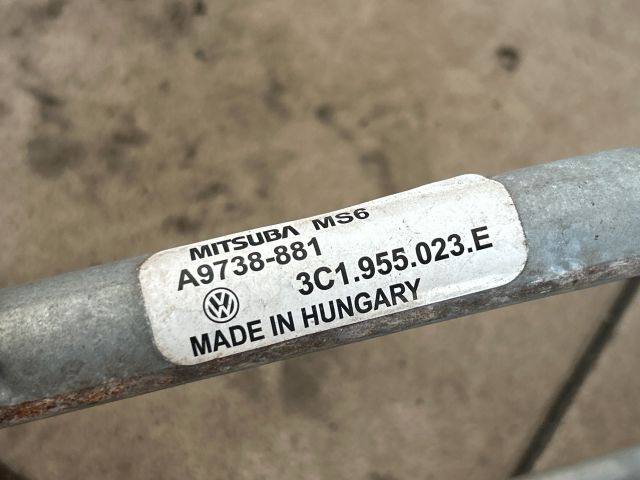 MITSUBA MS6
A9738-881
3C1.955.023.E
MADE IN HUNGARY